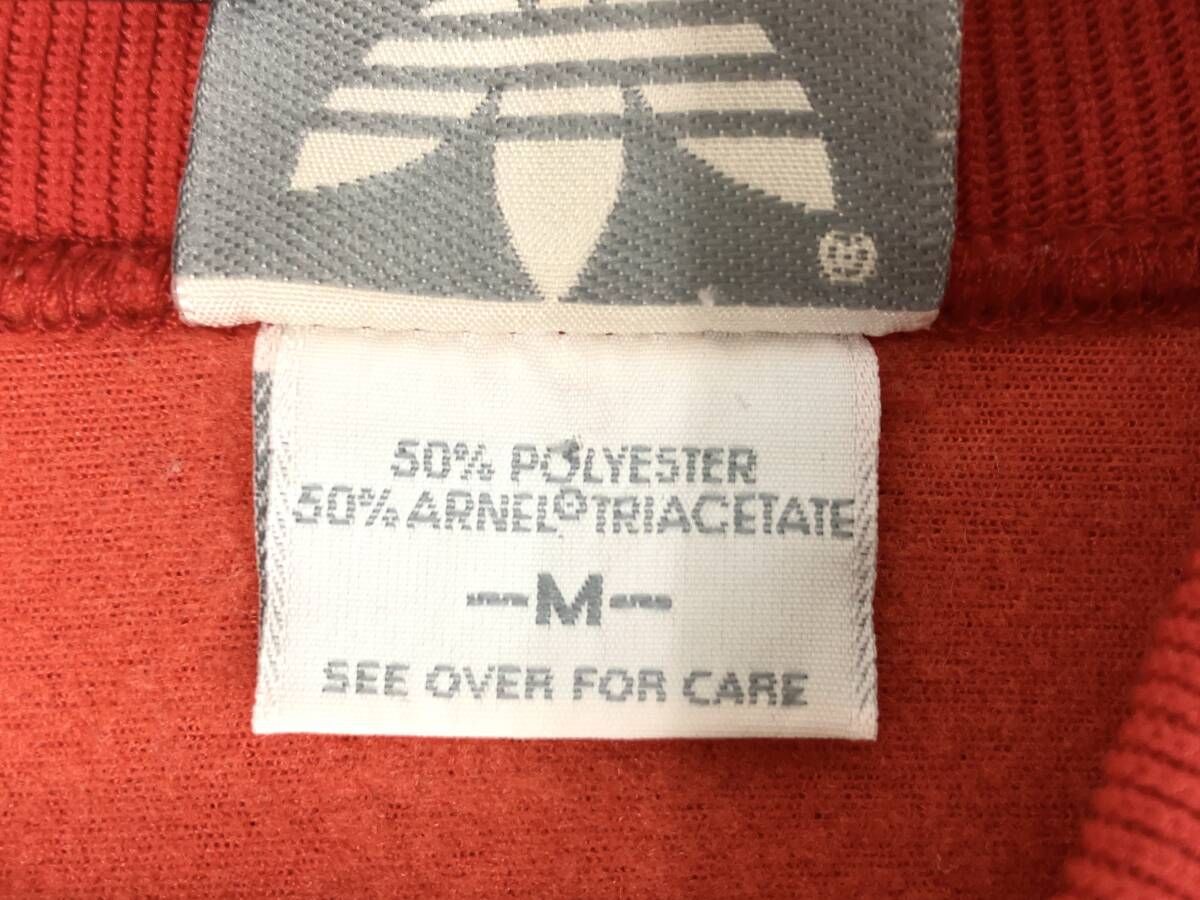 ®
50% POLYESTER
50% ARNEL® TRIACETATE
—M—
SEE OVER FOR CARE